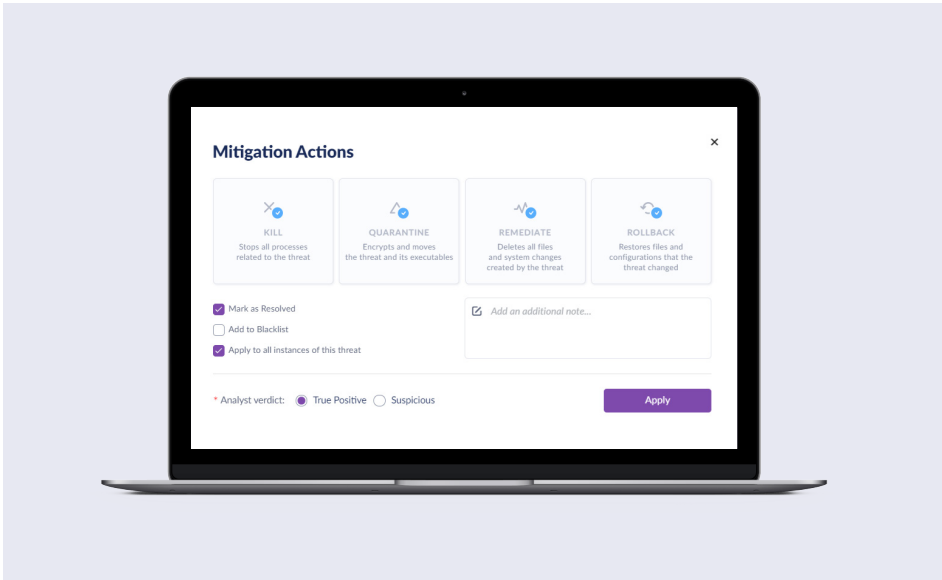 Mitigation Actions
KILL
Stops all processes
related to the threat
QUARANTINE
Encrypts and moves
the threat and its executables
REMEDIATE
Deletes all files
and system changes
created by the threat
ROLLBACK
Restores files and
configurations that the
threat changed
Mark as Resolved
Add to Blacklist
Apply to all instances of this threat
Add an additional note...
* Analyst verdict: True Positive Suspicious
Apply